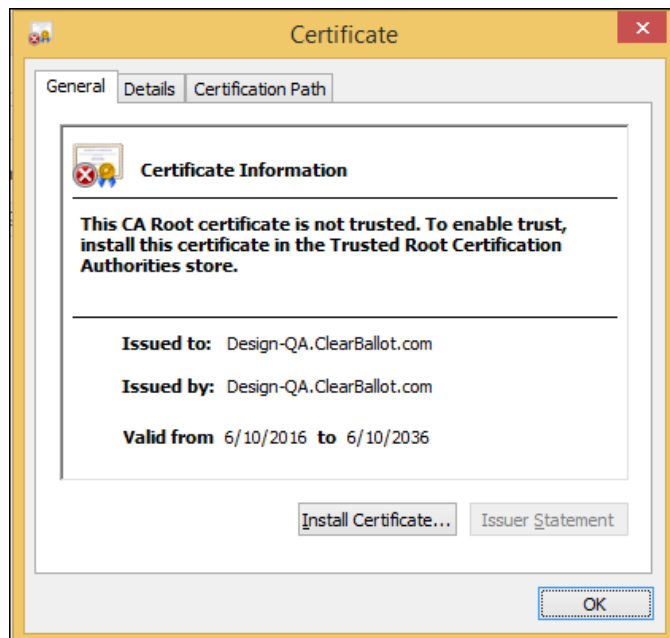 Certificate
General Details Certification Path
Certificate Information
This CA Root certificate is not trusted. To enable trust,
install this certificate in the Trusted Root Certification
Authorities store.
Issued to: Design-QA.ClearBallot.com
Issued by: Design-QA.ClearBallot.com
Valid from 6/10/2016 to 6/10/2036
Install Certificate... Issuer Statement
OK